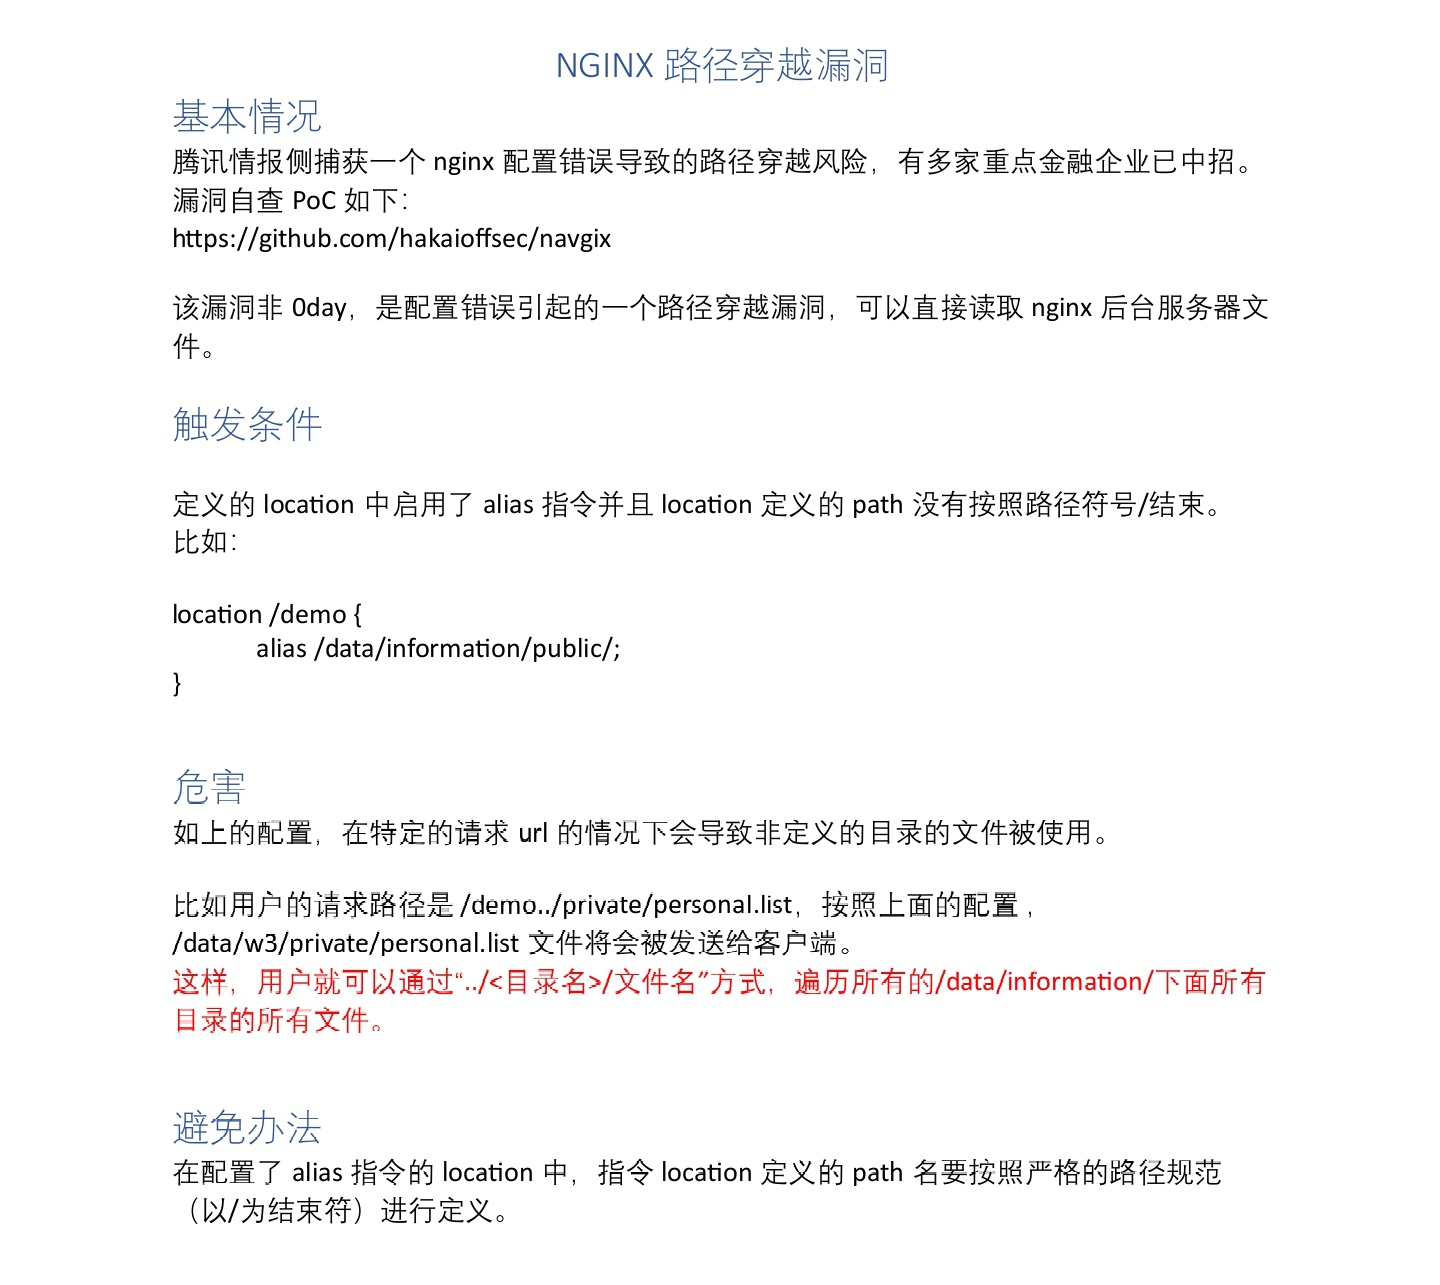 NGINX 路径穿越漏洞
基本情况
腾讯情报侧捕获一个 nginx 配置错误导致的路径穿越风险，有多家重点金融企业已中招。
漏洞自查 PoC 如下：
https://github.com/hakaioffsec/navgix
该漏洞非 0day，是配置错误引起的一个路径穿越漏洞，可以直接读取 nginx 后台服务器文
件。
触发条件
定义的 location 中启用了 alias 指令并且 location 定义的 path 没有按照路径符号/结束。
比如：
location /demo {
alias /data/information/public/;
}
危害
如上的配置，在特定的请求 url 的情况下会导致非定义的目录的文件被使用。
比如用户的请求路径是 /demo../private/personal.list，按照上面的配置，
/data/w3/private/personal.list 文件将会被发送给客户端。
这样，用户就可以通过“../<目录名>/文件名”方式，遍历所有的/data/information/下面所有
目录的所有文件。
避免办法
在配置了 alias 指令的 location 中，指令 location 定义的 path 名要按照严格的路径规范
（以/为结束符）进行定义。